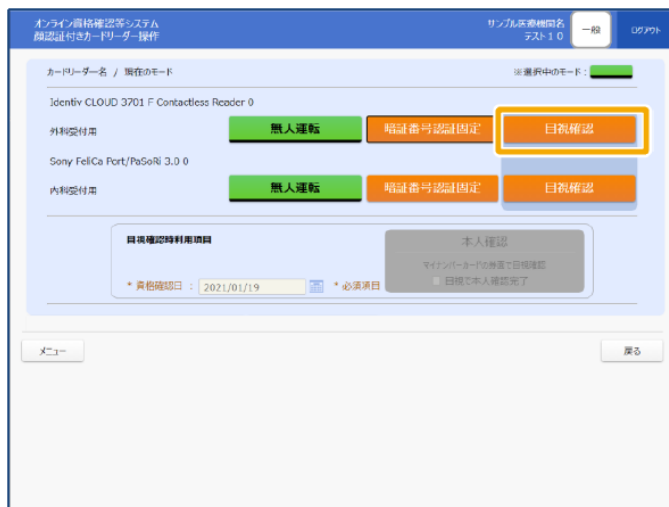 オンライン資格確認等システム
顔認証付きカードリーダー操作
サンプル医療機関名
テスト10
一般
ログアウト
カードリーダー名 / 現在のモード
※選択中のモード:
Identiv CLOUD 3701 F Contactless Reader 0
外科受付用
無人運転
暗証番号認証固定
目視確認
Sony FeliCa Port/PaSoRi 3.0 0
内科受付用
無人運転
暗証番号認証固定
目視確認
目視確認時利用項目
本人確認
マイナンバーカードの券面で目視確認
目視で本人確認完了
* 資格確認日 : 2021/01/19 * 必須項目
メニュー
戻る